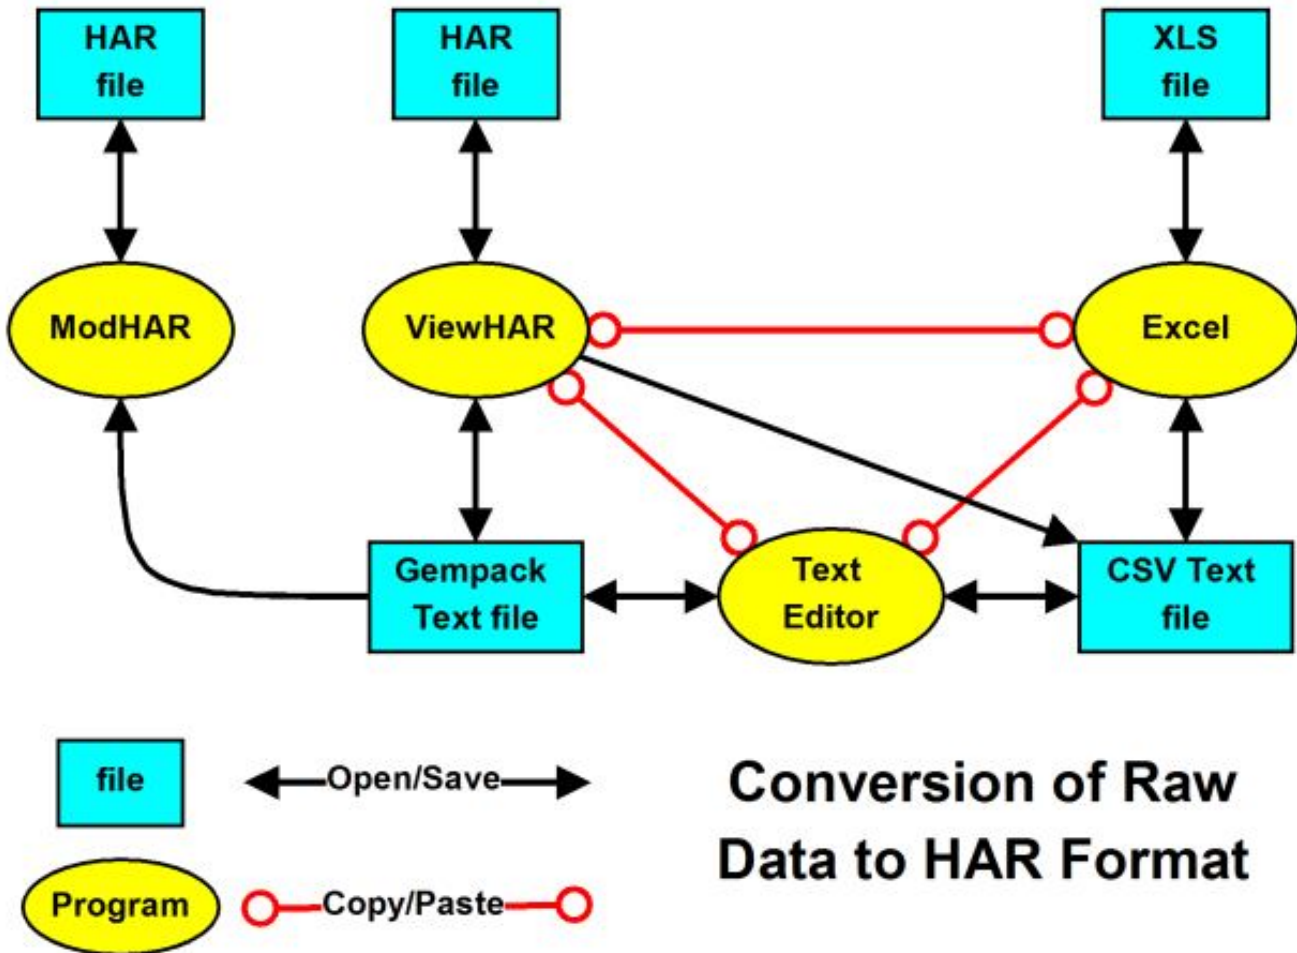 HAR
file
HAR
file
XLS
file
ModHAR
ViewHAR
Excel
Gempack
Text file
Text
Editor
CSV Text
file
file
Open/Save
Program
Copy/Paste
Conversion of Raw
Data to HAR Format